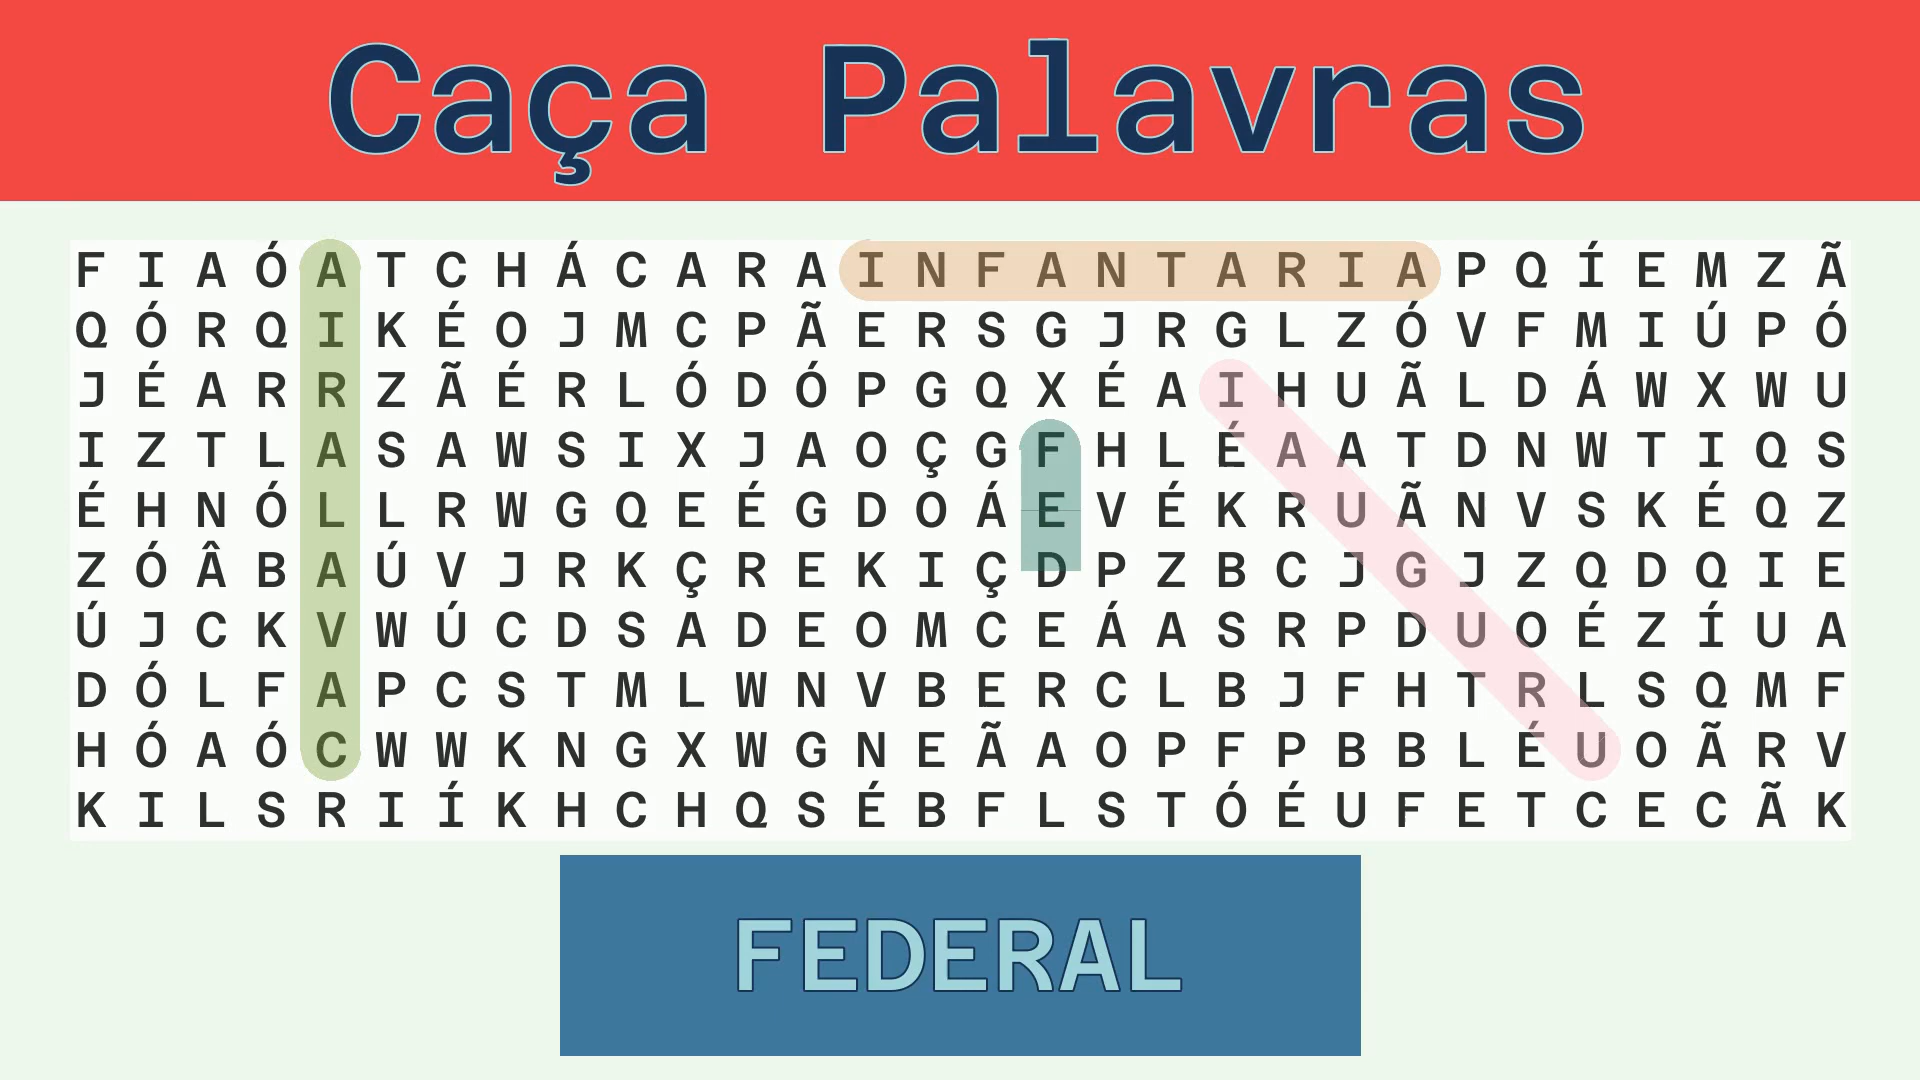 Caça Palavras
F I A Ó A T C H Á C A R A I N F A N T A R I A P Q Í E M Z Ã
Q Ó R Q I K É O J M C P Ã E R S G J R G L Z Ó V F M I Ú P Ó
J É A R R Z Ã É R L Ó D Ó P G Q X É A I H U Ã L D Á W X W U
I Z T L A S A W S I X J A O Ç G F H L É A A T D N W T I Q S
É H N Ó L L R W G Q E É G D O Á E V É K R U Ã N V S K É Q Z
Z Ó Â B A Ú V J R K Ç R E K I Ç D P Z B C J G J Z Q D Q I E
Ú J C K V W Ú C D S A D E O M C E Á A S R P D U O É Z Í U A
D Ó L F A P C S T M L W N V B E R C L B J F H T R L S Q M F
H Ó A Ó C W W K N G X W G N E Ã A O P F P B B L É U O Ã R V
K I L S R I Í K H C H Q S É B F L S T Ó É U F E T C E C Ã K
FEDERAL